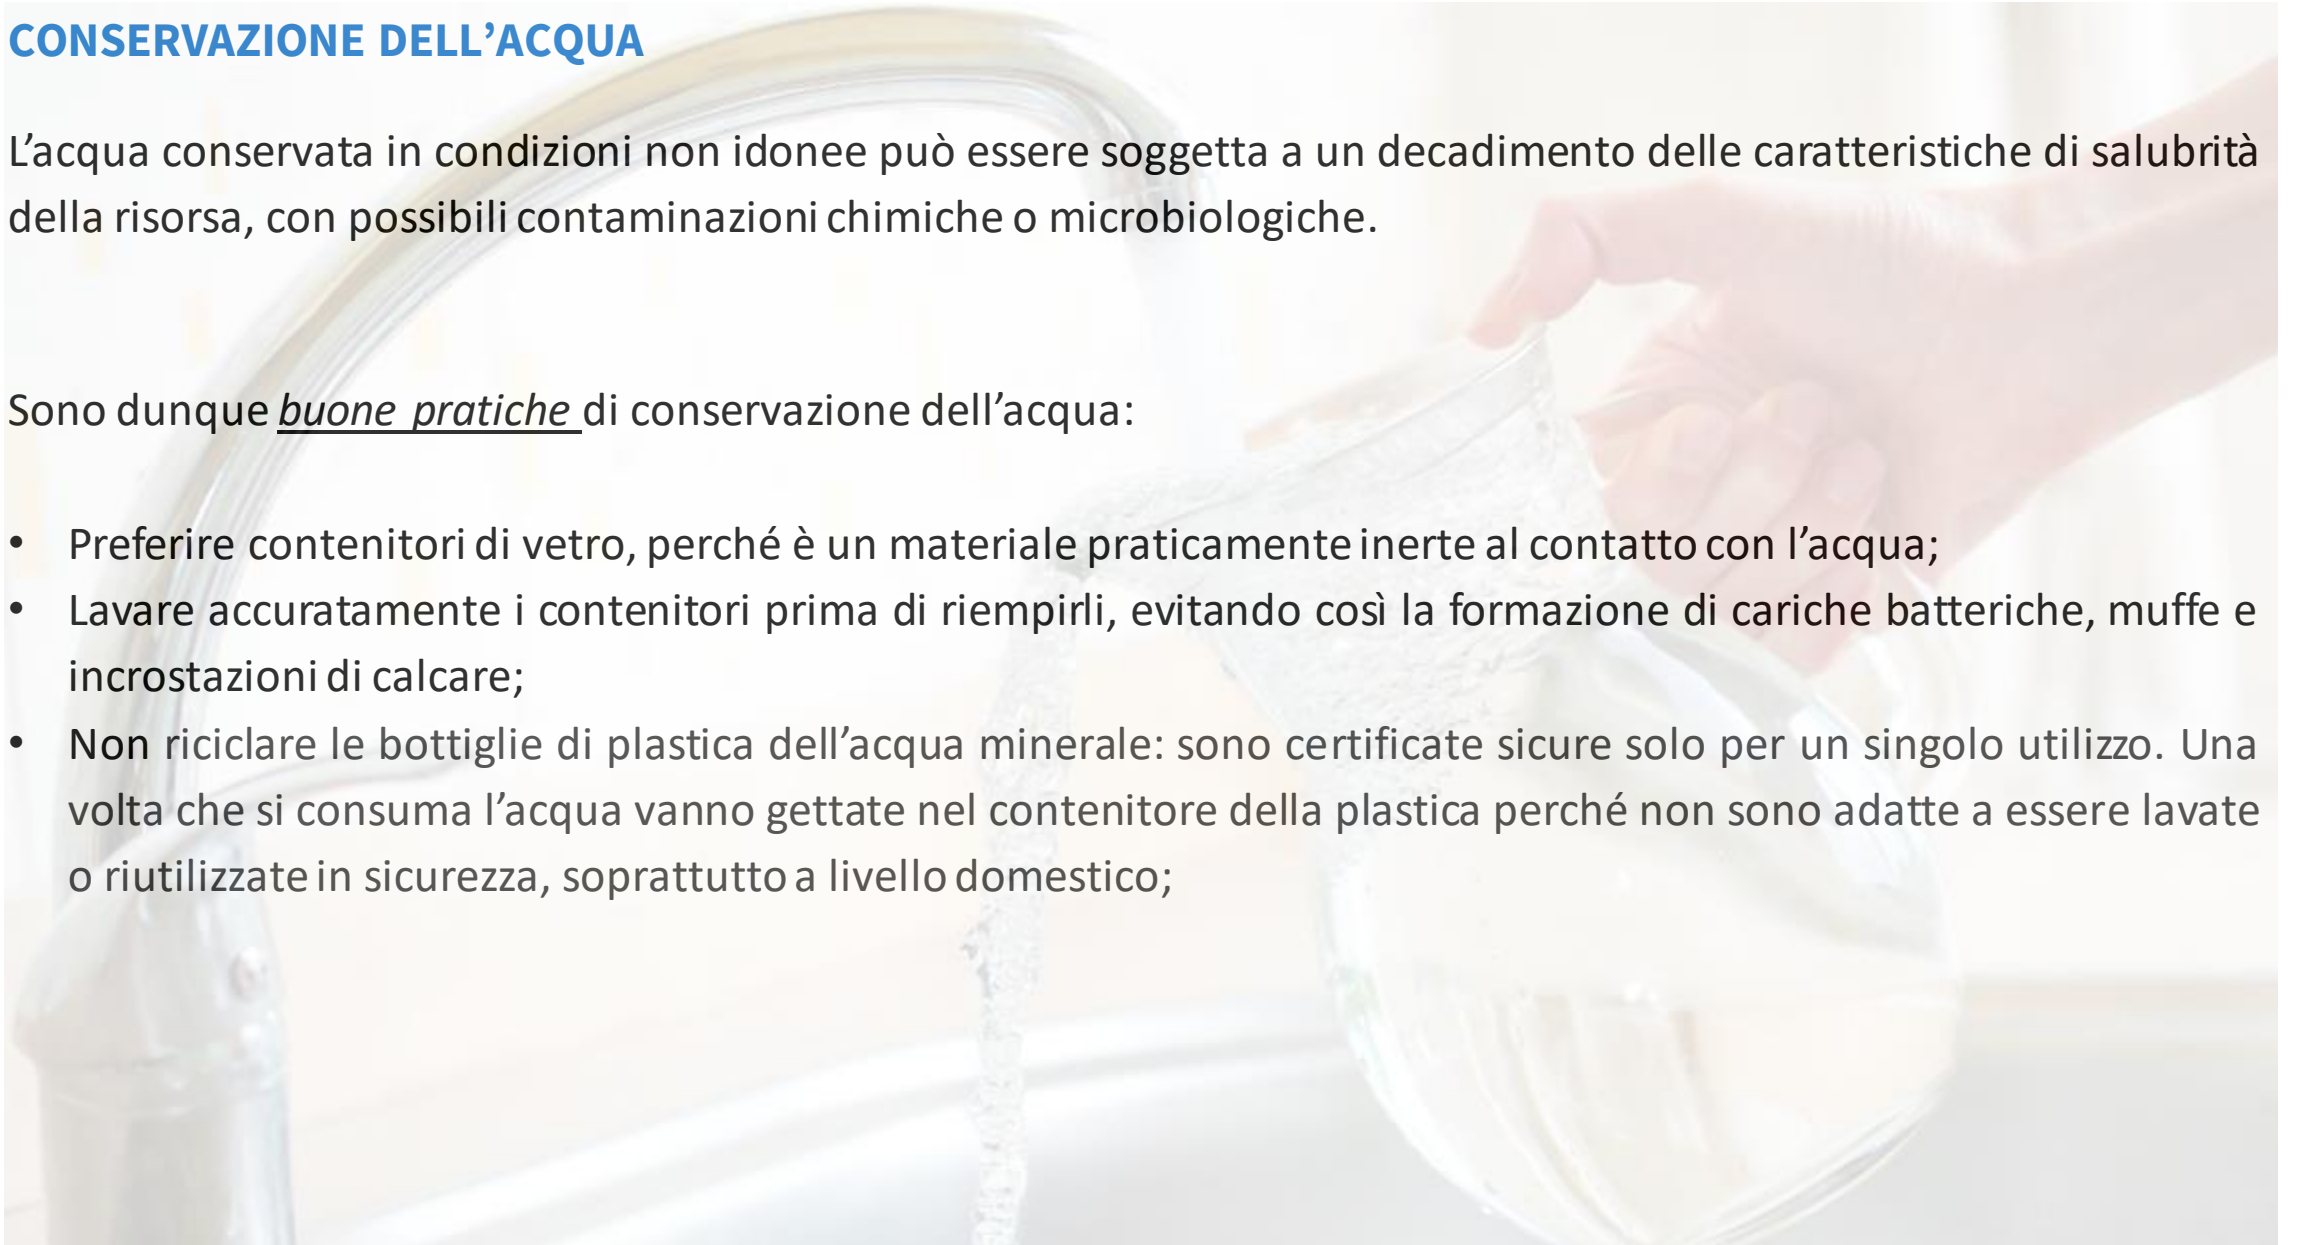 CONSERVAZIONE DELL’ACQUA
L’acqua conservata in condizioni non idonee può essere soggetta a un decadimento delle caratteristiche di salubrità
della risorsa, con possibili contaminazioni chimiche o microbiologiche.
Sono dunque buone pratiche di conservazione dell’acqua:
• Preferire contenitori di vetro, perché è un materiale praticamente inerte al contatto con l’acqua;
• Lavare accuratamente i contenitori prima di riempirli, evitando così la formazione di cariche batteriche, muffe e
incrostazioni di calcare;
• Non riciclare le bottiglie di plastica dell’acqua minerale: sono certificate sicure solo per un singolo utilizzo. Una
volta che si consuma l’acqua vanno gettate nel contenitore della plastica perché non sono adatte a essere lavate
o riutilizzate in sicurezza, soprattutto a livello domestico;